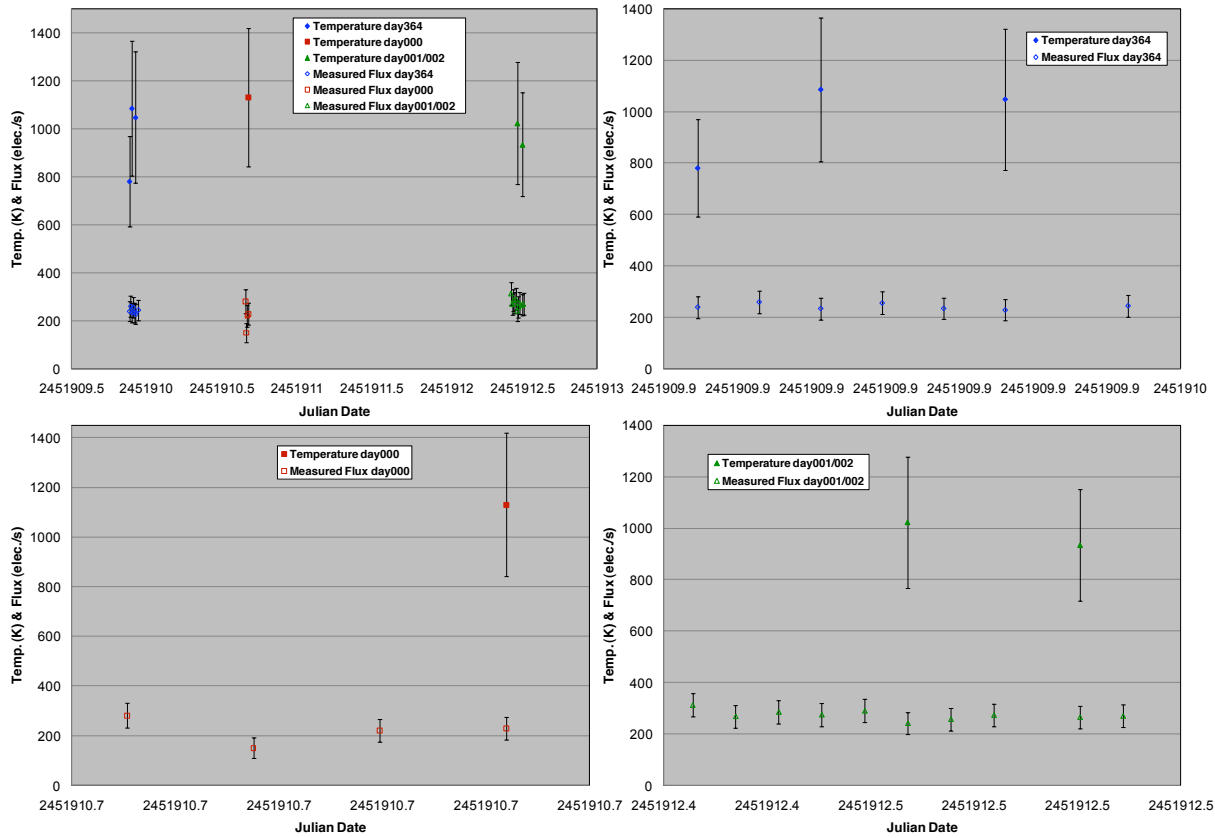 Temp. (K) & Flux (elec./s)
1400
1200
1000
800
600
400
200
0
Temperature day364
Temperature day000
Temperature day001/002
Measured Flux day364
Measured Flux day000
Measured Flux day001/002
2451909.5 2451910 2451910.5 2451911 2451911.5 2451912 2451912.5 2451913
Julian Date
Temp. (K) & Flux (elec./s)
1400
1200
1000
800
600
400
200
0
Temperature day364
Measured Flux day364
2451909.9 2451909.9 2451909.9 2451909.9 2451909.9 2451909.9 2451909.9 2451910
Julian Date
Temp. (K) & Flux (elec./s)
1400
1200
1000
800
600
400
200
0
Temperature day000
Measured Flux day000
2451910.7 2451910.7 2451910.7 2451910.7 2451910.7 2451910.7
Julian Date
Temp. (K) & Flux (elec./s)
1400
1200
1000
800
600
400
200
0
Temperature day001/002
Measured Flux day001/002
2451912.4 2451912.4 2451912.5 2451912.5 2451912.5 2451912.5
Julian Date